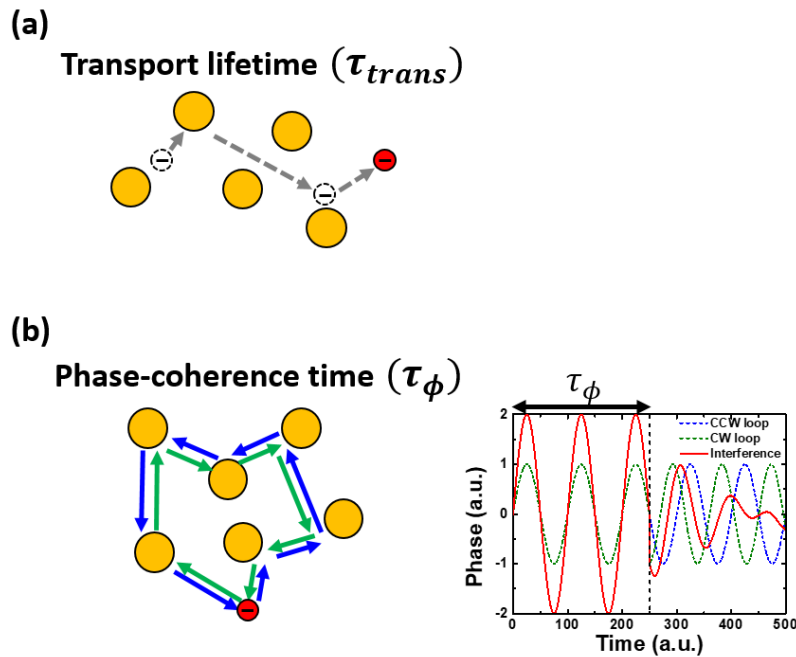 (a)
Transport lifetime (τ_trans)
(b)
Phase-coherence time (τ_ϕ)
τ_ϕ
CCW loop
CW loop
Interference
Phase (a.u.)
2
1
0
-1
-2
0 100 200 300 400 500
Time (a.u.)